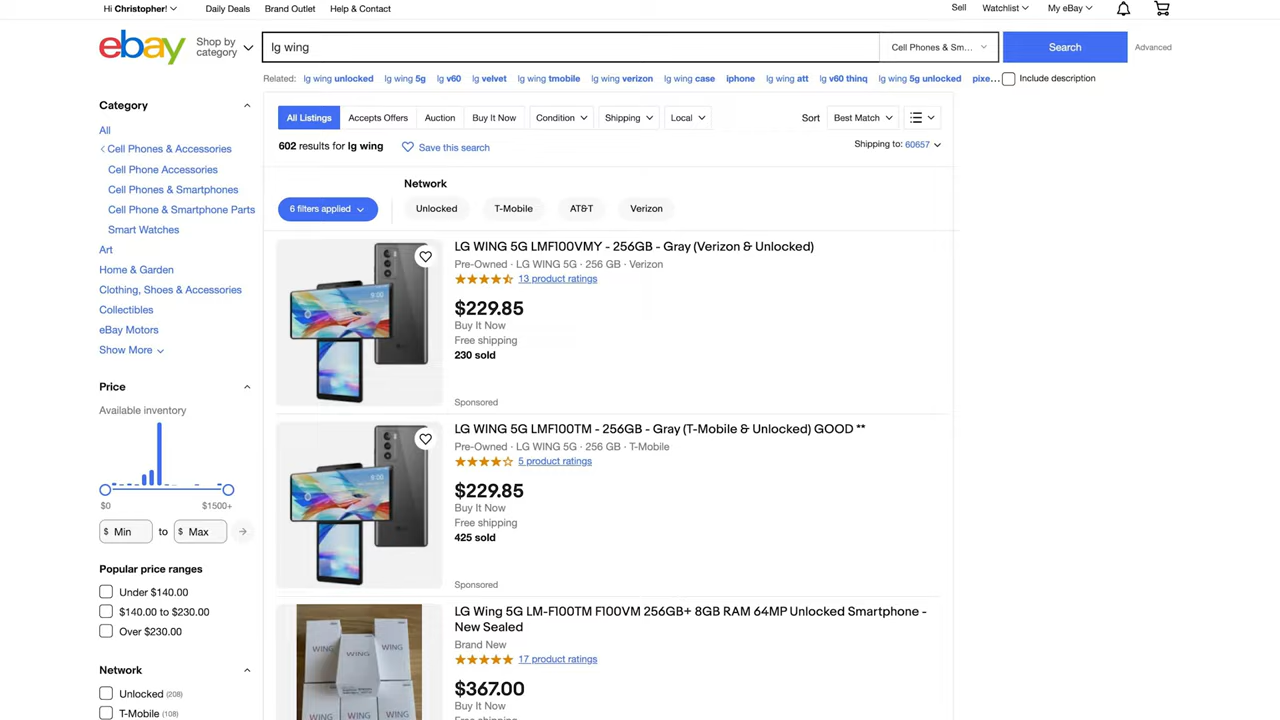 Hi Christopher!
Daily Deals
Brand Outlet
Help & Contact
Sell
Watchlist
My eBay
ebay
Shop by
category
lg wing
Cell Phones & Sm...
Search
Advanced
Related: lg wing unlocked lg wing 5g lg v60 lg velvet lg wing tmobile lg wing verizon lg wing case iphone lg wing att lg v60 thinq lg wing 5g unlocked pixe...
Include description
Category
All
Cell Phones & Accessories
Cell Phone Accessories
Cell Phones & Smartphones
Cell Phone & Smartphone Parts
Smart Watches
Art
Home & Garden
Clothing, Shoes & Accessories
Collectibles
eBay Motors
Show More
Price
Available inventory
$0
$1500+
$ Min to $ Max
Popular price ranges
Under $140.00
$140.00 to $230.00
Over $230.00
Network
Unlocked (208)
T-Mobile (108)
All Listings
Accepts Offers
Auction
Buy It Now
Condition
Shipping
Local
Sort
Best Match
602 results for lg wing
Save this search
Shipping to: 60657
6 filters applied
Network
Unlocked
T-Mobile
AT&T
Verizon
LG WING 5G LMF100VMY - 256GB - Gray (Verizon & Unlocked)
Pre-Owned · LG WING 5G · 256 GB · Verizon
13 product ratings
$229.85
Buy It Now
Free shipping
230 sold
Sponsored
LG WING 5G LMF100TM - 256GB - Gray (T-Mobile & Unlocked) GOOD **
Pre-Owned · LG WING 5G · 256 GB · T-Mobile
5 product ratings
$229.85
Buy It Now
Free shipping
425 sold
Sponsored
WING
WING
WING
WING
WING
WING
LG Wing 5G LM-F100TM F100VM 256GB+ 8GB RAM 64MP Unlocked Smartphone -
New Sealed
Brand New
17 product ratings
$367.00
Buy It Now
Free shipping